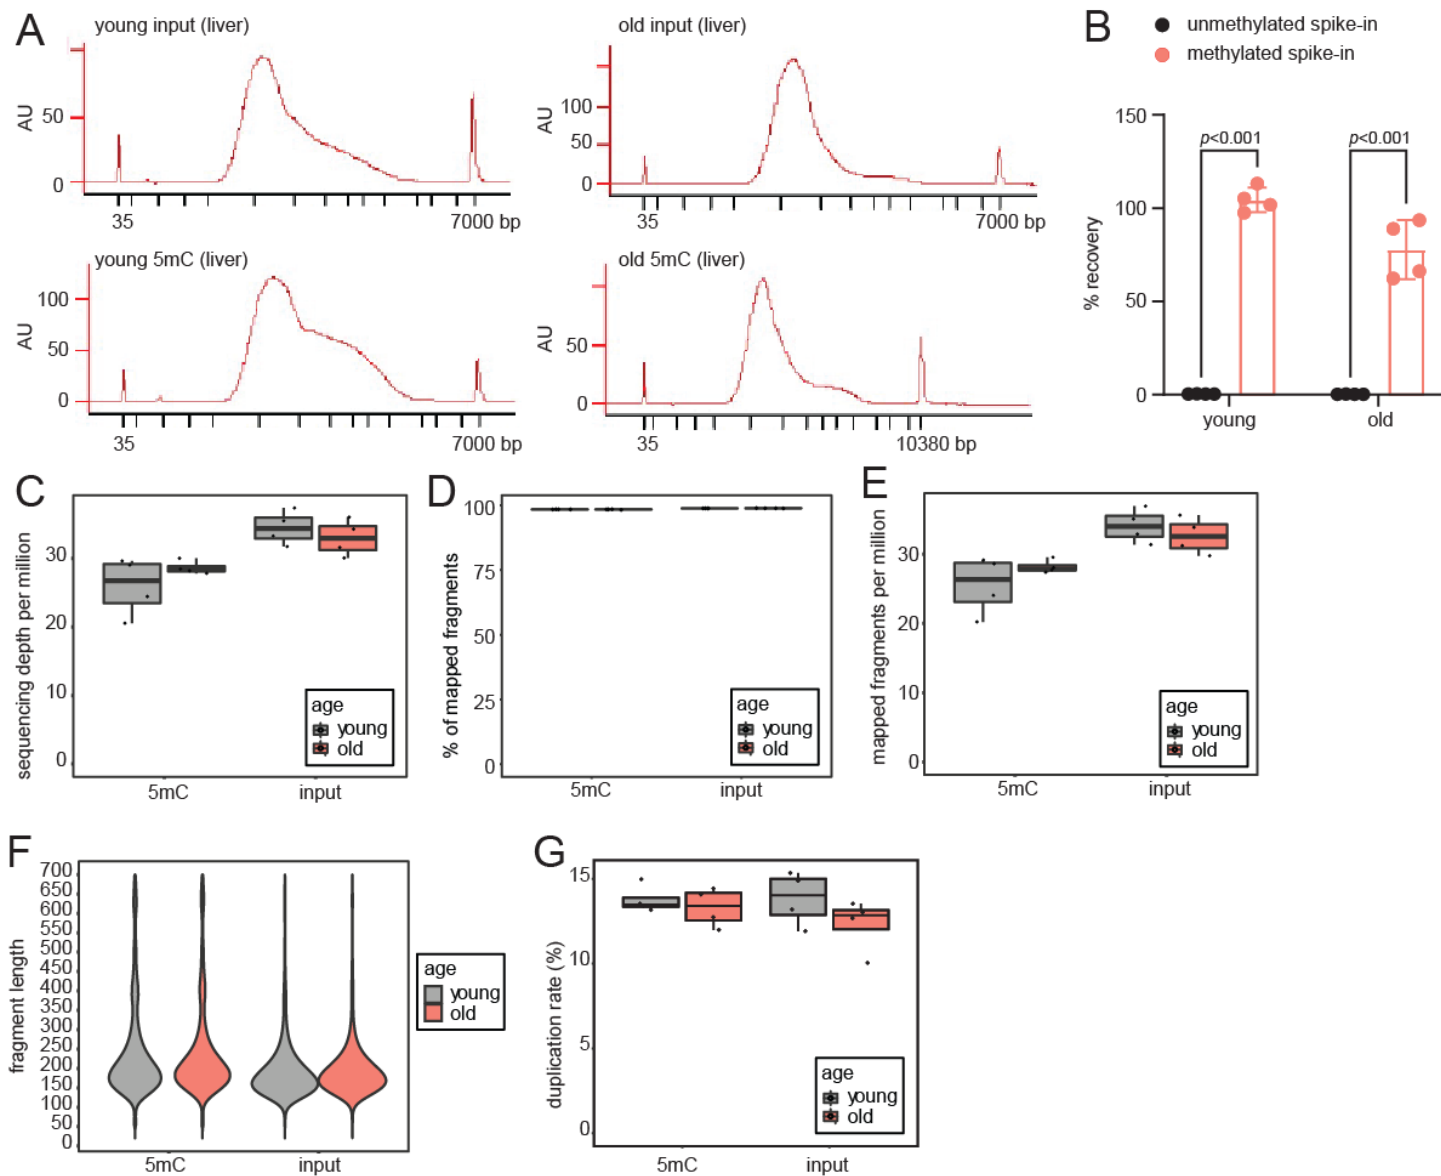 A
young input (liver)
AU
50
0
35
7000 bp
old input (liver)
AU
100
50
0
35
7000 bp
young 5mC (liver)
AU
100
50
0
35
7000 bp
old 5mC (liver)
AU
50
0
35
10380 bp
B
unmethylated spike-in
methylated spike-in
% recovery
150
100
50
0
p<0.001
p<0.001
young
old
C
sequencing depth per million
30
20
10
0
age
young
old
5mC
input
D
% of mapped fragments
100
75
50
25
0
age
young
old
5mC
input
E
mapped fragments per million
30
20
10
0
age
young
old
5mC
input
F
fragment length
700
650
600
550
500
450
400
350
300
250
200
150
100
50
0
age
young
old
5mC
input
G
duplication rate (%)
15
10
5
0
age
young
old
5mC
input